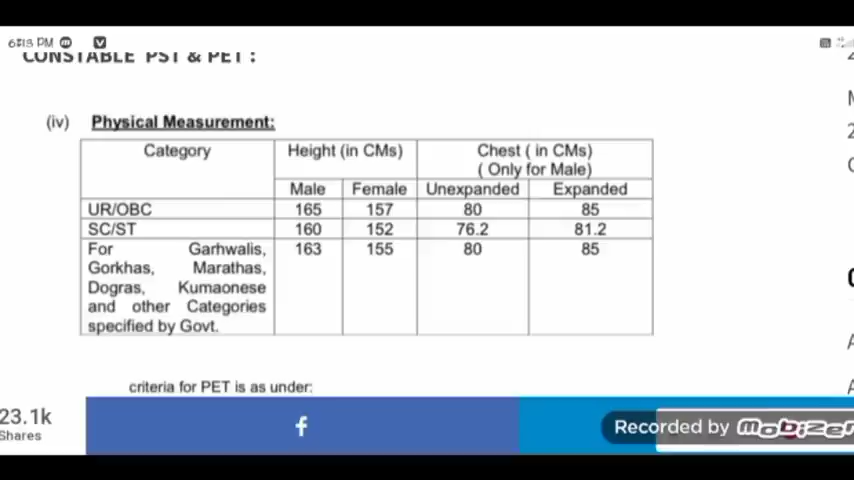 6:13 PM
CONSTABLE PST & PET :
(iv) Physical Measurement:
Category Height (in CMs) Chest ( in CMs)
( Only for Male)
Male Female Unexpanded Expanded
UR/OBC 165 157 80 85
SC/ST 160 152 76.2 81.2
For Garhwalis, 163 155 80 85
Gorkhas, Marathas,
Dogras, Kumaonese
and other Categories
specified by Govt.
criteria for PET is as under:
23.1k
Shares
f
Recorded by